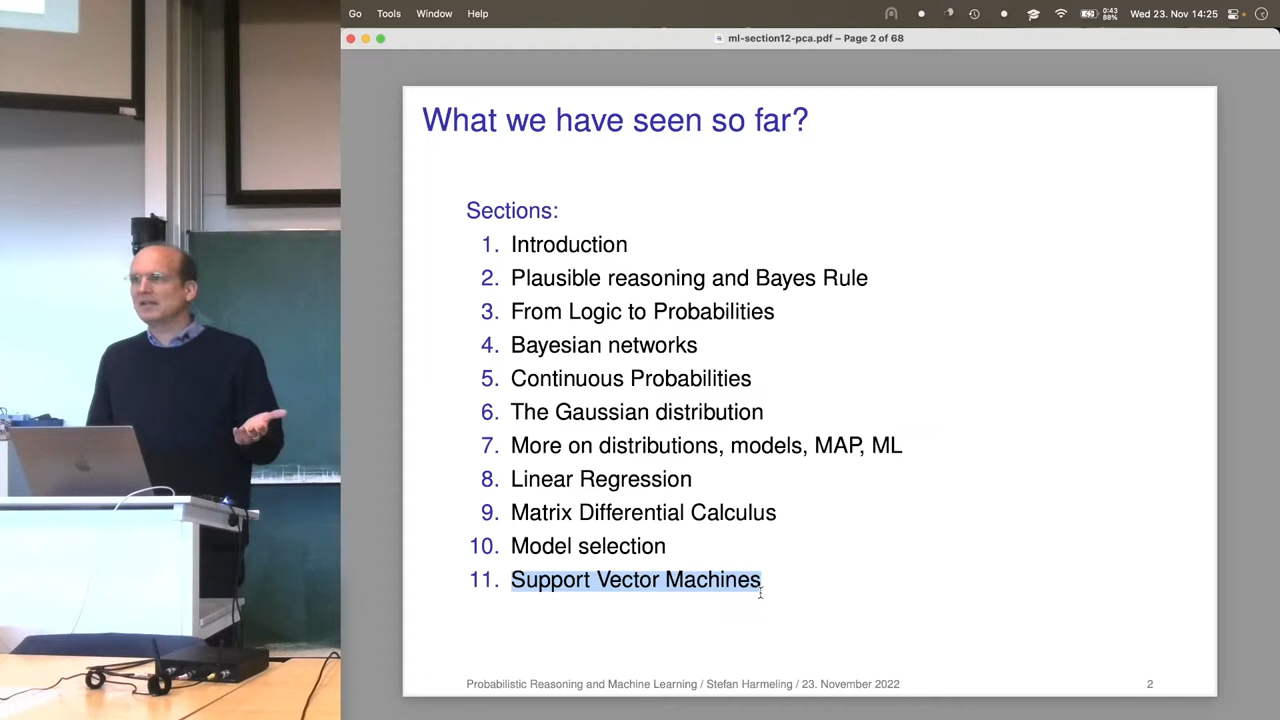 Go Tools Window Help 0:43 88% Wed 23. Nov 14:25
ml-section12-pca.pdf – Page 2 of 68
What we have seen so far?
Sections:
1. Introduction
2. Plausible reasoning and Bayes Rule
3. From Logic to Probabilities
4. Bayesian networks
5. Continuous Probabilities
6. The Gaussian distribution
7. More on distributions, models, MAP, ML
8. Linear Regression
9. Matrix Differential Calculus
10. Model selection
11. Support Vector Machines
Probabilistic Reasoning and Machine Learning / Stefan Harmeling / 23. November 2022 2